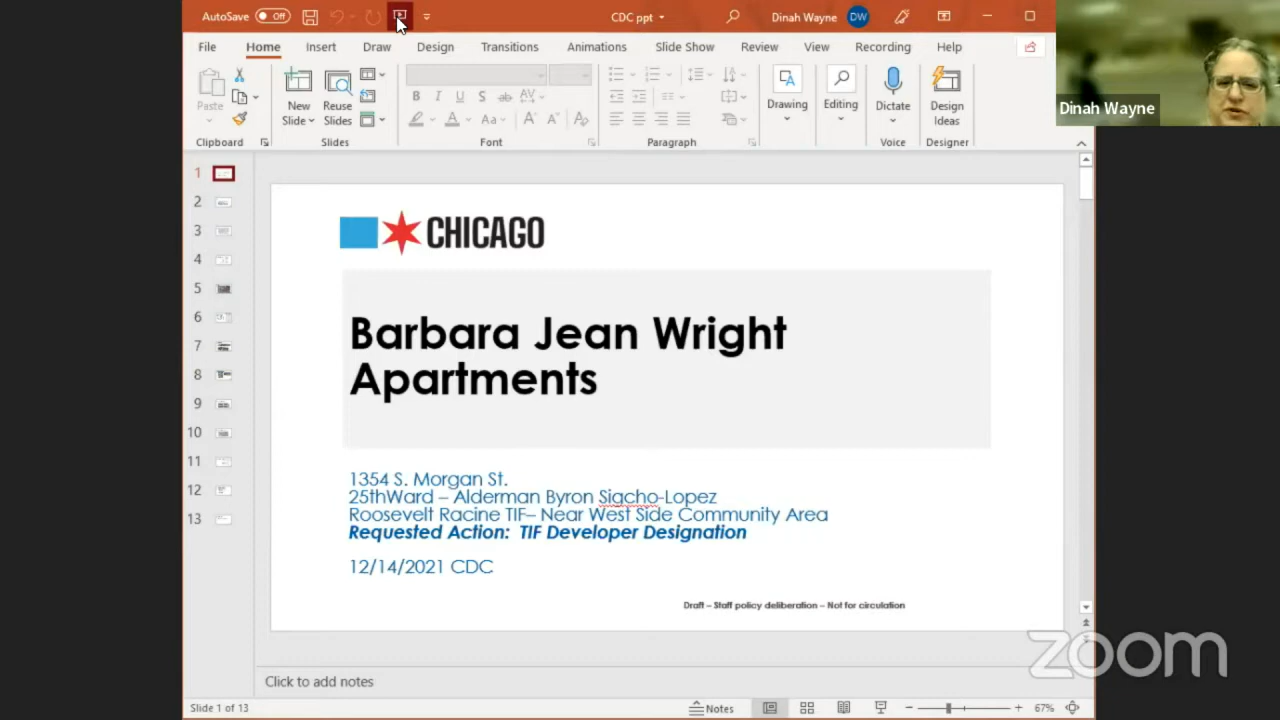 AutoSave Off CDC ppt Dinah Wayne DW
File Home Insert Draw Design Transitions Animations Slide Show Review View Recording Help
Paste New Slide Reuse Slides B I U S ab AV Aa A A A Drawing Editing Dictate Design Ideas
Clipboard Slides Font Paragraph Voice Designer
Dinah Wayne
1
2
3
4
5
6
7
8
9
10
11
12
13
CHICAGO
Barbara Jean Wright
Apartments
1354 S. Morgan St.
25thWard – Alderman Byron Sigcho-Lopez
Roosevelt Racine TIF– Near West Side Community Area
Requested Action: TIF Developer Designation
12/14/2021 CDC
Draft – Staff policy deliberation – Not for circulation
zoom
Click to add notes
Slide 1 of 13 Notes 67%